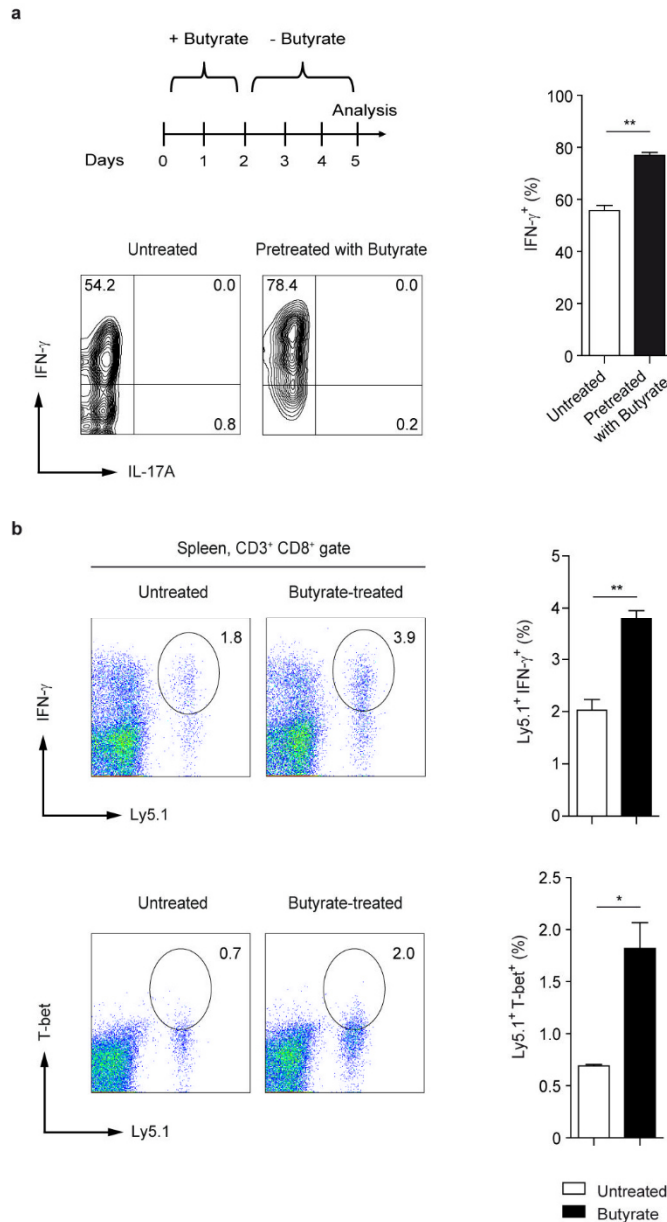 a
+ Butyrate - Butyrate
Analysis
Days 0 1 2 3 4 5
Untreated Pretreated with Butyrate
54.2 0.0 78.4 0.0
0.8 0.2
IFN-γ
IL-17A
IFN-γ⁺ (%)
100
80
60
40
20
0
**
Untreated
Pretreated
with Butyrate
b
Spleen, CD3⁺ CD8⁺ gate
Untreated Butyrate-treated
1.8 3.9
IFN-γ
Ly5.1
Ly5.1⁺ IFN-γ⁺ (%)
5
4
3
2
1
0
**
Untreated Butyrate-treated
0.7 2.0
T-bet
Ly5.1
Ly5.1⁺ T-bet⁺ (%)
2.5
2.0
1.5
1.0
0.5
0
*
Untreated
Butyrate